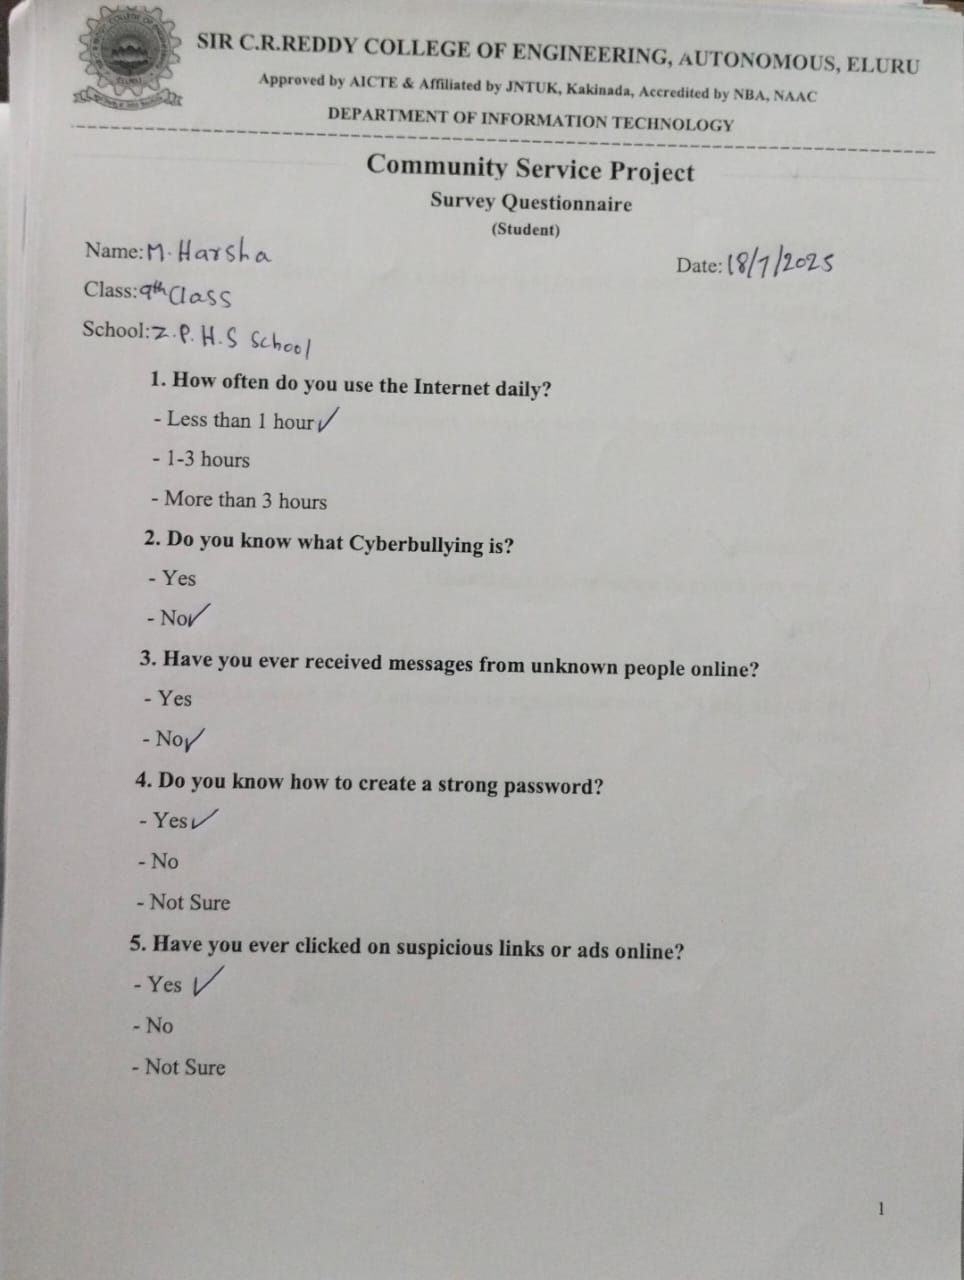 SIR C.R.REDDY COLLEGE OF ENGINEERING, AUTONOMOUS, ELURU
Approved by AICTE & Affiliated by JNTUK, Kakinada, Accredited by NBA, NAAC
DEPARTMENT OF INFORMATION TECHNOLOGY
Community Service Project
Survey Questionnaire
(Student)
Name: M. Harsha
Date: 18/7/2025
Class: 9th Class
School: Z.P.H.S School
1. How often do you use the Internet daily?
- Less than 1 hour ✓
- 1-3 hours
- More than 3 hours
2. Do you know what Cyberbullying is?
- Yes
- No ✓
3. Have you ever received messages from unknown people online?
- Yes
- No ✓
4. Do you know how to create a strong password?
- Yes ✓
- No
- Not Sure
5. Have you ever clicked on suspicious links or ads online?
- Yes ✓
- No
- Not Sure
1